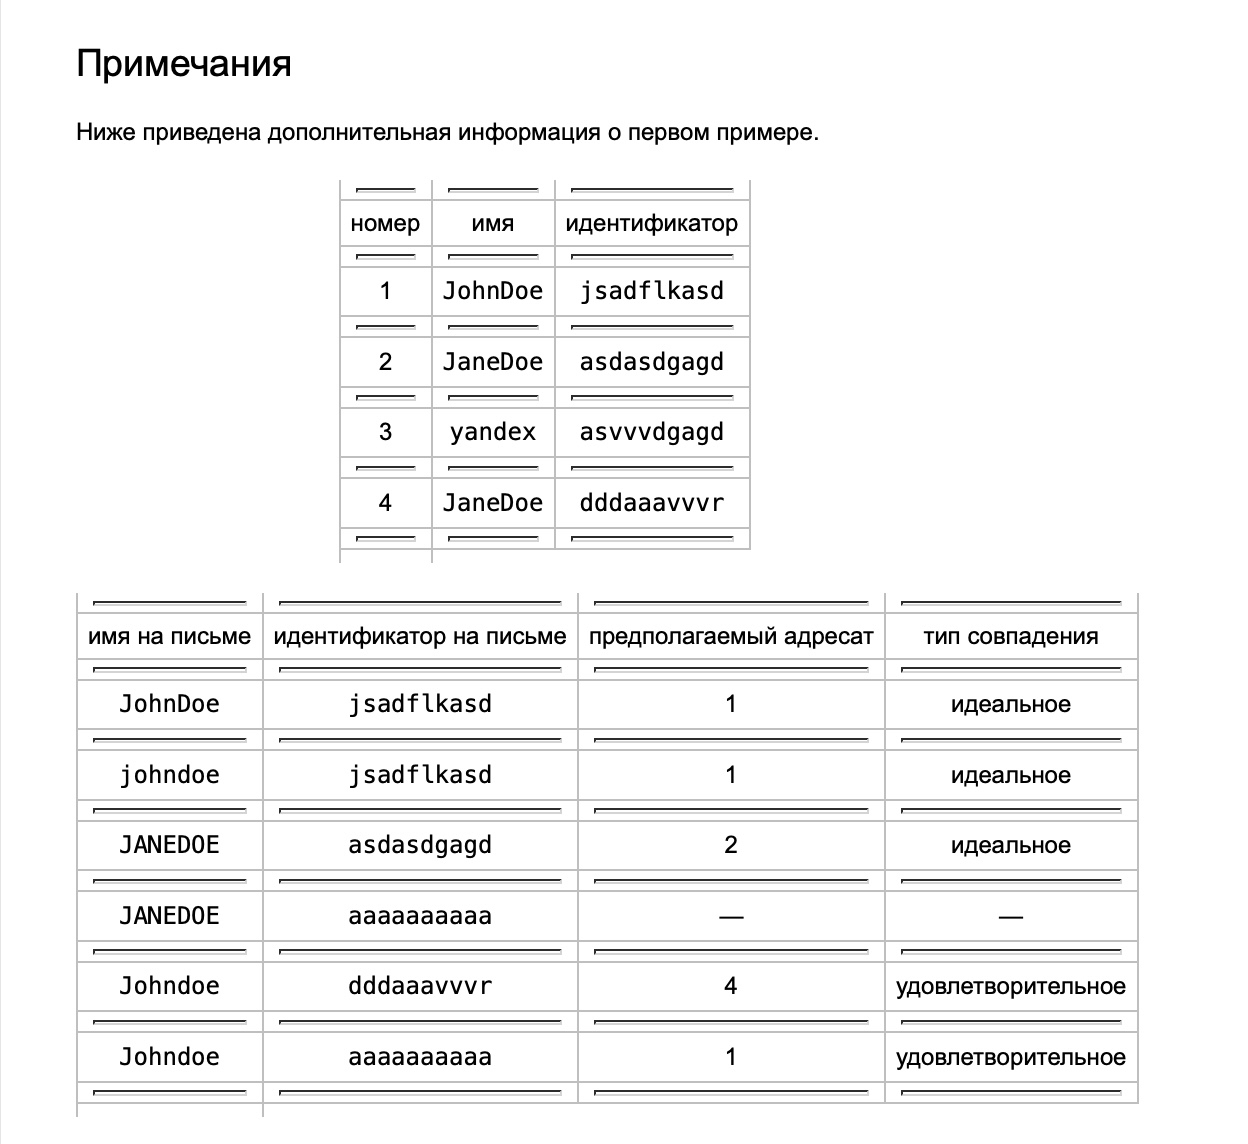 Примечания
Ниже приведена дополнительная информация о первом примере.
номер имя идентификатор
1 JohnDoe jsadflkasd
2 JaneDoe asdasdgagd
3 yandex asvvvdgagd
4 JaneDoe dddaaavvvr
имя на письме идентификатор на письме предполагаемый адресат тип совпадения
JohnDoe jsadflkasd 1 идеальное
johndoe jsadflkasd 1 идеальное
JANEDOE asdasdgagd 2 идеальное
JANEDOE aaaaaaaaaa — —
Johndoe dddaaavvvr 4 удовлетворительное
Johndoe aaaaaaaaaa 1 удовлетворительное